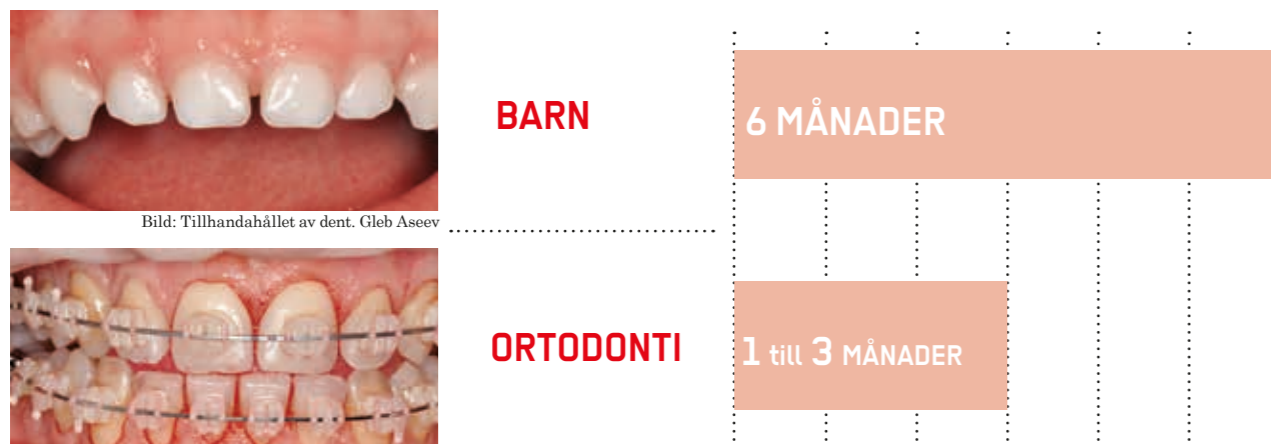 BARN
6 MÅNADER
Bild: Tillhandahållet av dent. Gleb Aseev
ORTODONTI
1 till 3 MÅNADER